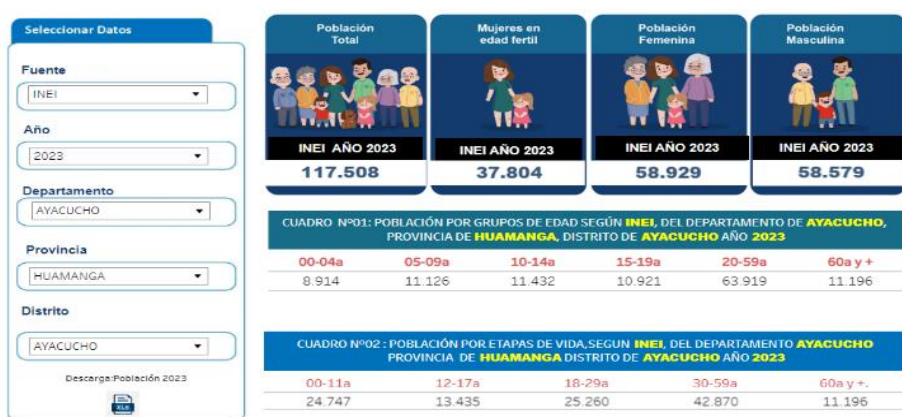 Seleccionar Datos
Fuente
INEI
Año
2023
Departamento
AYACUCHO
Provincia
HUAMANGA
Distrito
AYACUCHO
Descarga:Población 2023
XLS
Población Total
INEI AÑO 2023
117.508
Mujeres en edad fertil
INEI AÑO 2023
37.804
Población Femenina
INEI AÑO 2023
58.929
Población Masculina
INEI AÑO 2023
58.579
CUADRO Nº01: POBLACIÓN POR GRUPOS DE EDAD SEGÚN INEI, DEL DEPARTAMENTO DE AYACUCHO,
PROVINCIA DE HUAMANGA, DISTRITO DE AYACUCHO AÑO 2023
00-04a 05-09a 10-14a 15-19a 20-59a 60a y +
8.914 11.126 11.432 10.921 63.919 11.196
CUADRO Nº02 : POBLACIÓN POR ETAPAS DE VIDA,SEGUN INEI, DEL DEPARTAMENTO AYACUCHO
PROVINCIA DE HUAMANGA DISTRITO DE AYACUCHO AÑO 2023
00-11a 12-17a 18-29a 30-59a 60a y +.
24.747 13.435 25.260 42.870 11.196